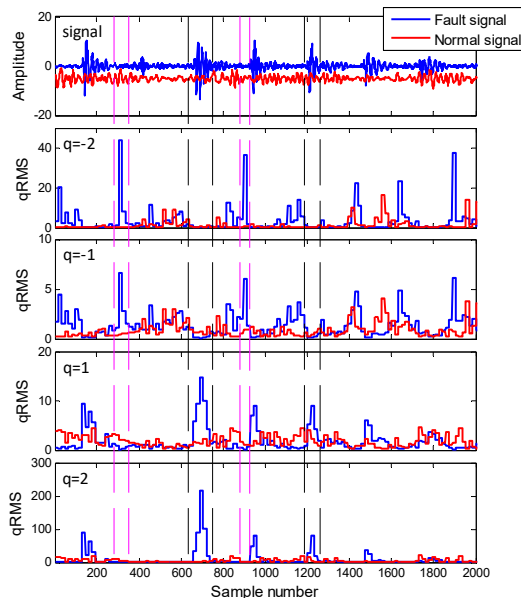 20
Fault signal
Normal signal
signal
0
Amplitude
-20
q=-2
40
20
0
qRMS
q=-1
10
5
0
qRMS
q=1
20
10
0
qRMS
q=2
300
200
100
0
qRMS
200 400 600 800 1000 1200 1400 1600 1800 2000
Sample number